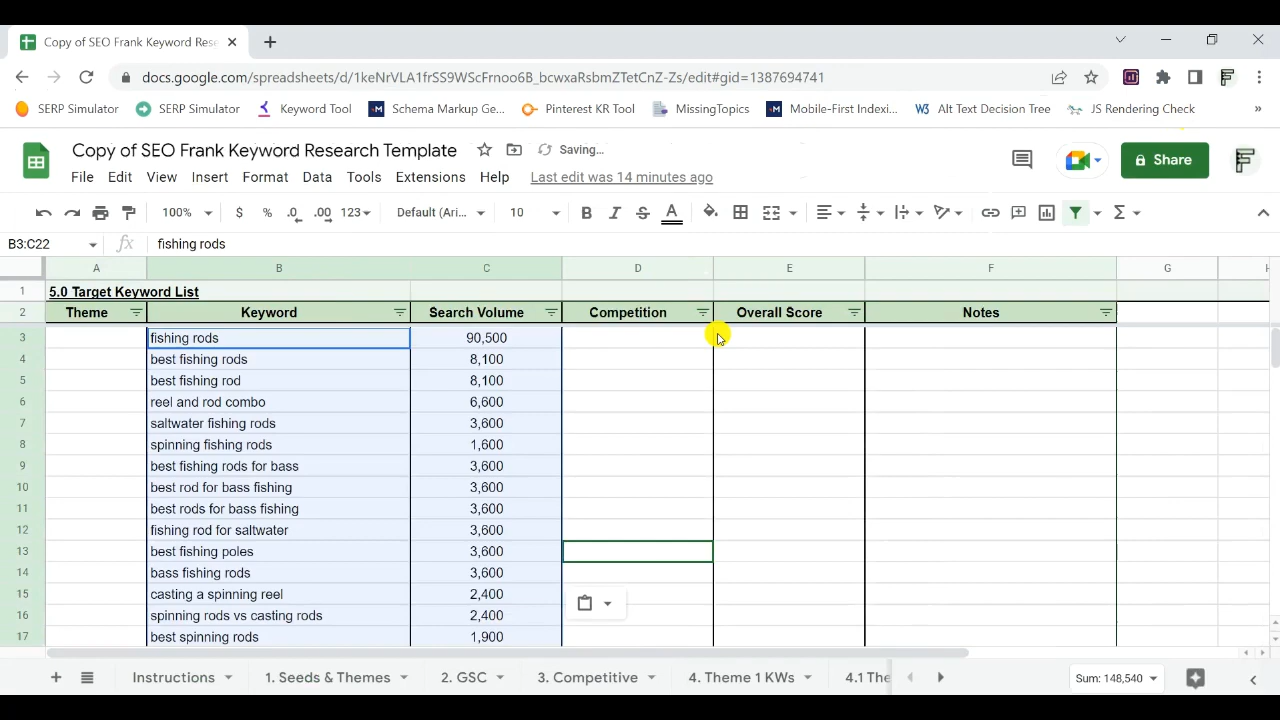 Copy of SEO Frank Keyword Rese
docs.google.com/spreadsheets/d/1keNrVLA1frSS9WScFrnoo6B_bcwxaRsbmZTetCnZ-Zs/edit#gid=1387694741
SERP Simulator SERP Simulator Keyword Tool Schema Markup Ge... Pinterest KR Tool MissingTopics Mobile-First Indexi... Alt Text Decision Tree JS Rendering Check »
Copy of SEO Frank Keyword Research Template Saving...
Share
File Edit View Insert Format Data Tools Extensions Help Last edit was 14 minutes ago
100% $ % .0 .00 123 Default (Ari... 10 B I S A Σ
B3:C22 fx fishing rods
A B C D E F G
1 5.0 Target Keyword List
2 Theme Keyword Search Volume Competition Overall Score Notes
3 fishing rods 90,500
4 best fishing rods 8,100
5 best fishing rod 8,100
6 reel and rod combo 6,600
7 saltwater fishing rods 3,600
8 spinning fishing rods 1,600
9 best fishing rods for bass 3,600
10 best rod for bass fishing 3,600
11 best rods for bass fishing 3,600
12 fishing rod for saltwater 3,600
13 best fishing poles 3,600
14 bass fishing rods 3,600
15 casting a spinning reel 2,400
16 spinning rods vs casting rods 2,400
17 best spinning rods 1,900
Instructions 1. Seeds & Themes 2. GSC 3. Competitive 4. Theme 1 KWs 4.1 The Sum: 148,540